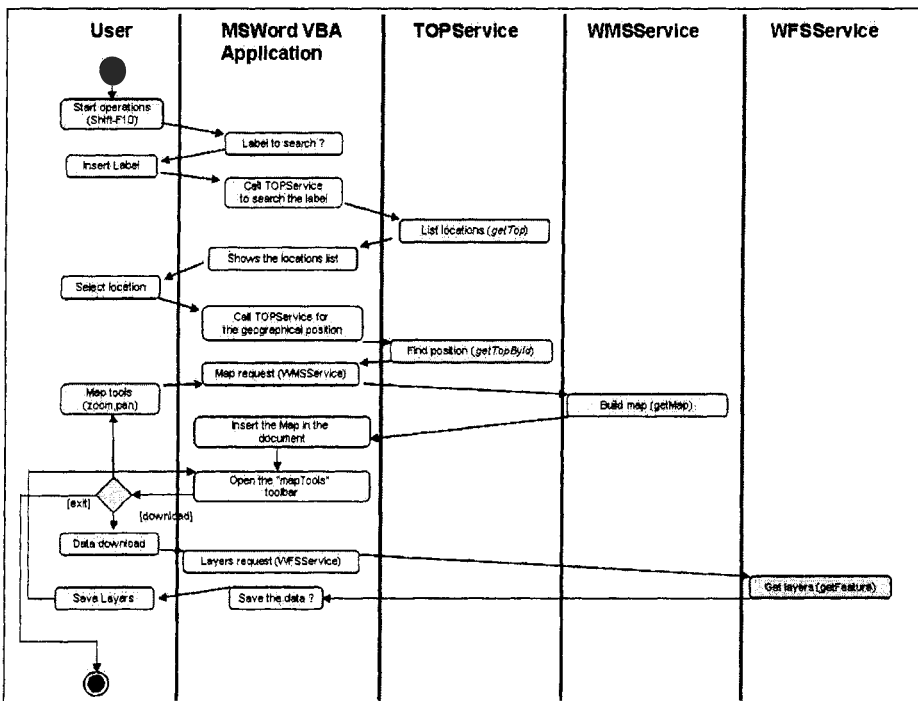 User
MSWord VBA
Application
TOPService
WMSService
WFSService
Start operations
(Shift-F10)
Label to search ?
Insert Label
Call TOPService
to search the label
List locations (getTop)
Shows the locations list
Select location
Call TOPService for
the geographical position
Find position (getTopById)
Map request (WMSService)
Map tools
(zoom,pan)
Build map (getMap)
Insert the Map in the
document
Open the "mapTools"
toolbar
[exit]
[download]
Data download
Layers request (WFSService)
Get layers (getFeature)
Save Layers
Save the data ?